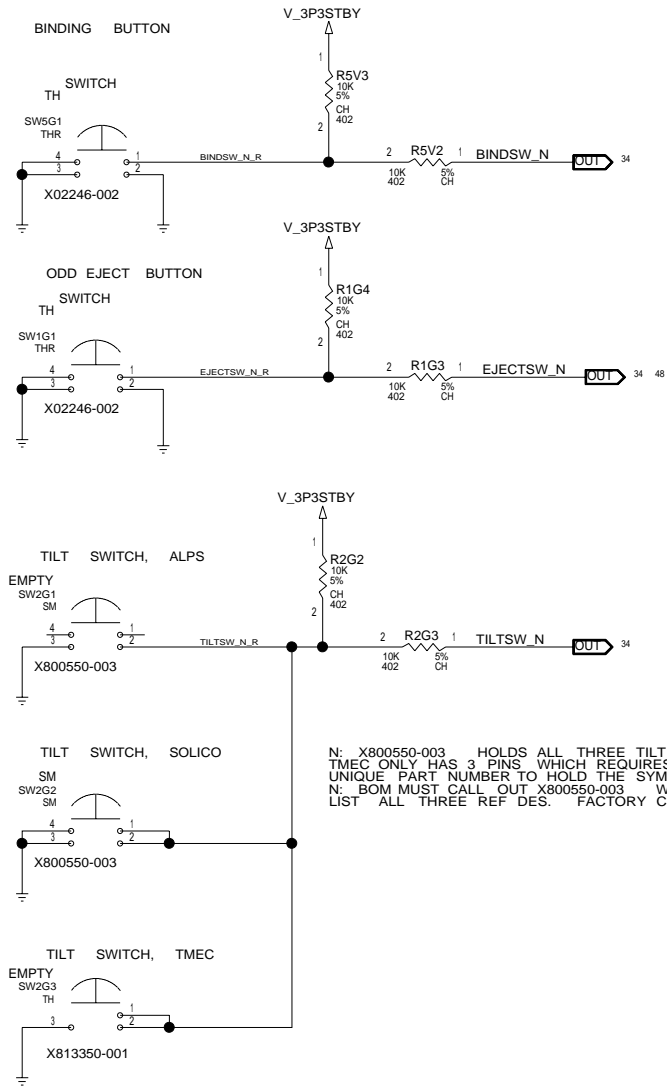 BINDING BUTTON
V_3P3STBY
1
R5V3
10K
5%
CH
402
2
SWITCH
TH
SW5G1
THR
4
3
1
2
X02246-002
BINDSW_N_R
2
R5V2
1
10K
402
5%
CH
BINDSW_N
OUT
34
V_3P3STBY
ODD EJECT BUTTON
1
R1G4
10K
5%
CH
402
2
SWITCH
TH
SW1G1
THR
4
3
1
2
X02246-002
EJECTSW_N_R
2
R1G3
1
10K
402
5%
CH
EJECTSW_N
OUT
34 48
V_3P3STBY
1
R2G2
10K
5%
CH
402
2
TILT SWITCH, ALPS
EMPTY
SW2G1
SM
4
3
1
2
X800550-003
TILTSW_N_R
2
R2G3
1
10K
402
5%
CH
TILTSW_N
OUT
34
TILT SWITCH, SOLICO
SM
SW2G2
SM
4
3
1
2
X800550-003
N: X800550-003 HOLDS ALL THREE TILT
TMEC ONLY HAS 3 PINS WHICH REQUIRES
UNIQUE PART NUMBER TO HOLD THE SYM
N: BOM MUST CALL OUT X800550-003 W
LIST ALL THREE REF DES. FACTORY C
TILT SWITCH, TMEC
EMPTY
SW2G3
TH
3
1
2
X813350-001